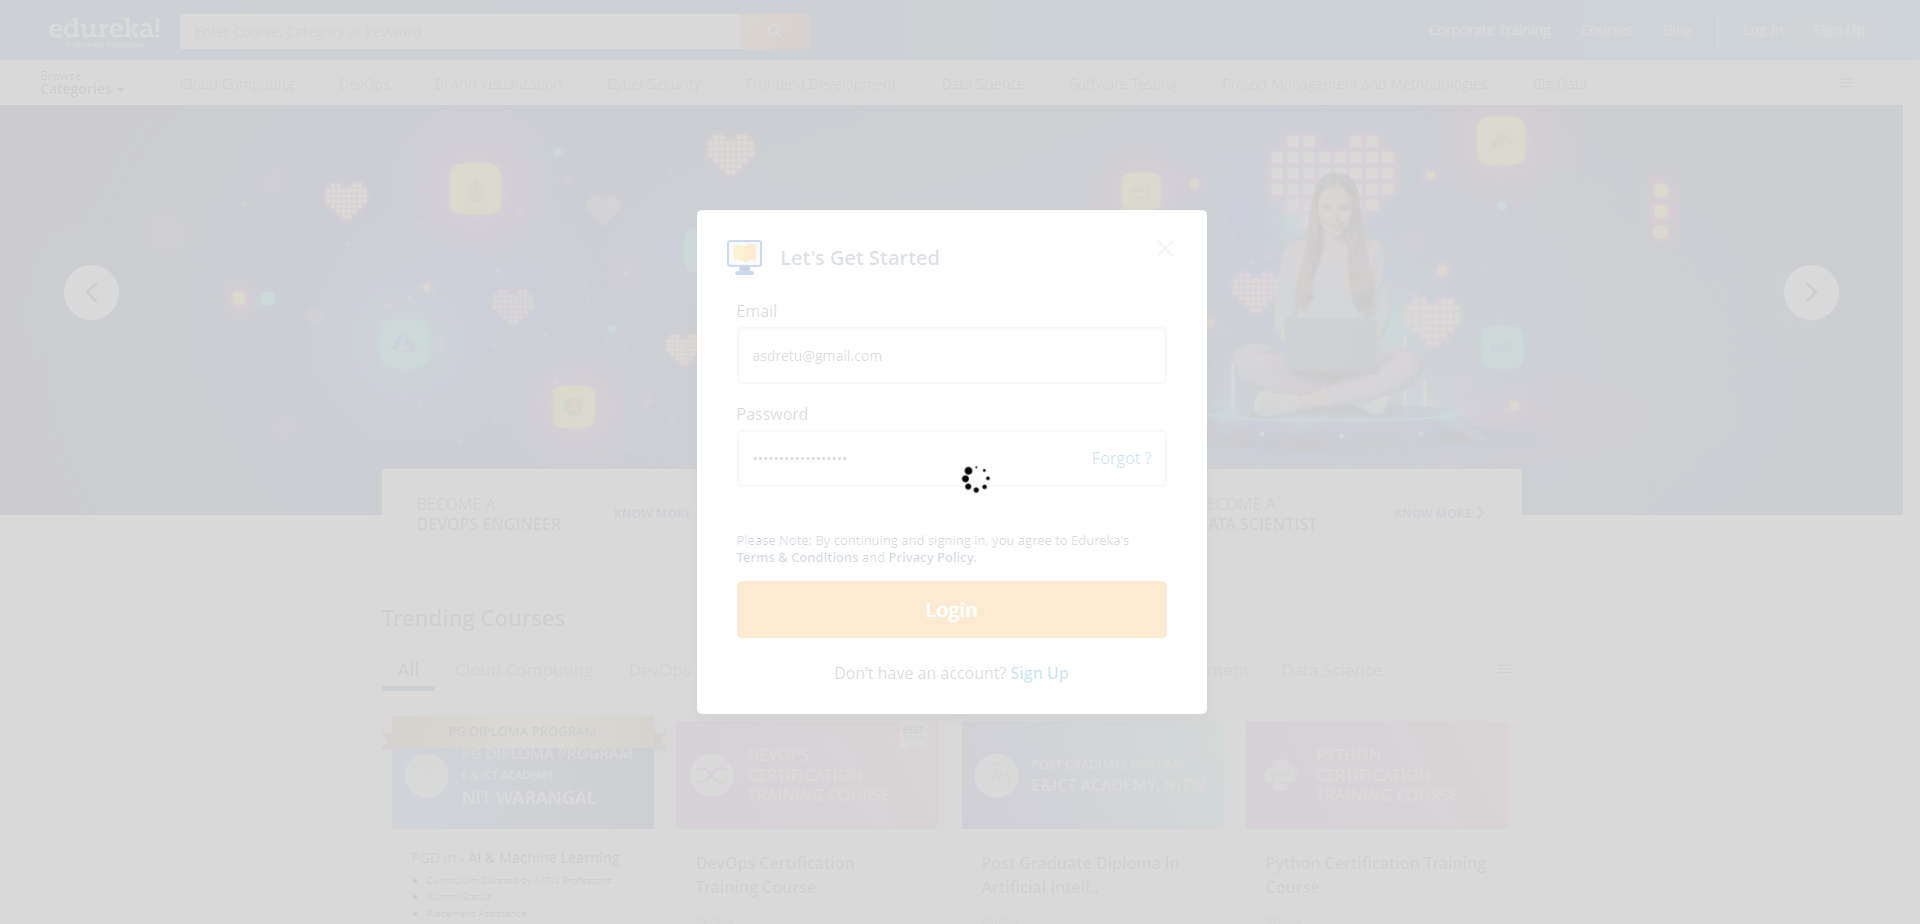 edureka!
Enter Course, Category or keyword
Corporate Training
Courses
Blog
Log In
Sign Up
Browse
Categories
Cloud Computing
DevOps
BI and Visualization
Cyber Security
Frontend Development
Data Science
Software Testing
Project Management and Methodologies
Big Data
Let's Get Started
Email
asdretu@gmail.com
Password
••••••••••••••••••
Forgot ?
Please Note: By continuing and signing in, you agree to Edureka's
Terms & Conditions and Privacy Policy.
Login
Don't have an account? Sign Up
BECOME A
DEVOPS ENGINEER
KNOW MORE
ECOME A
ATA SCIENTIST
KNOW MORE
Trending Courses
All
Cloud Computing
DevOps
ment
Data Science
PG DIPLOMA PROGRAM
PG DIPLOMA PROGRAM
E & ICT ACADEMY
NIT WARANGAL
PGD in - AI & Machine Learning
Curriculum Curated by NITW Professors
Alumni Status
Placement Assistance
BEST
DEVOPS
CERTIFICATION
TRAINING COURSE
DevOps Certification
Training Course
POST GRADUATE DIPLOMA
E&ICT ACADEMY, NITW
Post Graduate Diploma in
Artificial Intell..
PYTHON
CERTIFICATION
TRAINING COURSE
Python Certification Training
Course